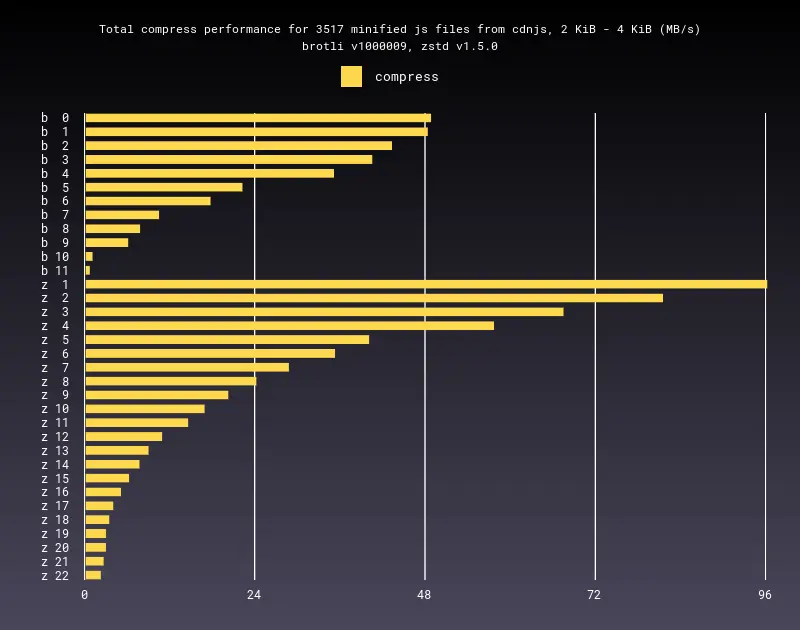 Total compress performance for 3517 minified js files from cdnjs, 2 KiB - 4 KiB (MB/s)
brotli v1000009, zstd v1.5.0
compress
b 0
b 1
b 2
b 3
b 4
b 5
b 6
b 7
b 8
b 9
b 10
b 11
z 1
z 2
z 3
z 4
z 5
z 6
z 7
z 8
z 9
z 10
z 11
z 12
z 13
z 14
z 15
z 16
z 17
z 18
z 19
z 20
z 21
z 22
0 24 48 72 96